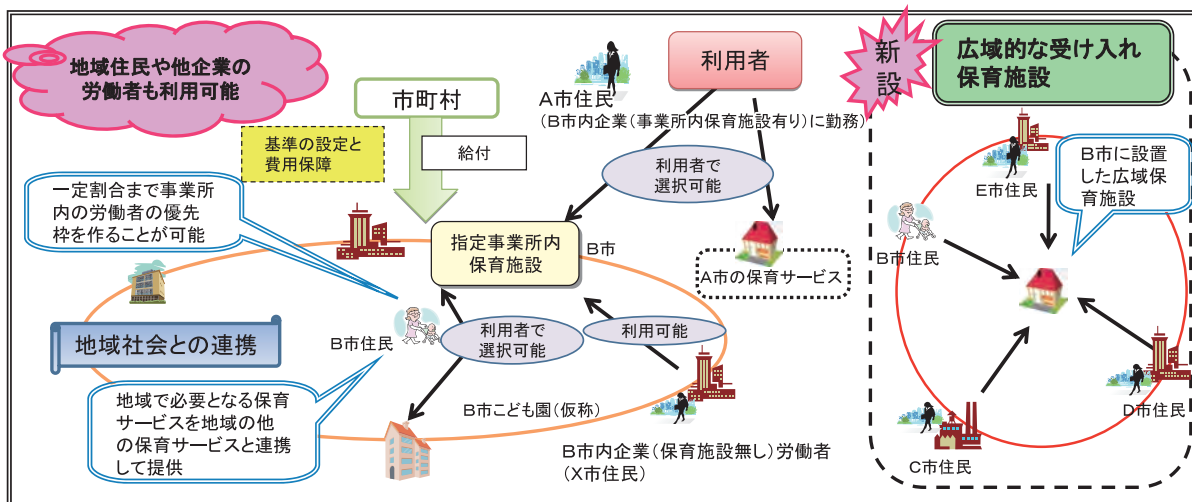 地域住民や他企業の
労働者も利用可能
市町村
基準の設定と
費用保障
給付
利用者
A市住民
(B市内企業(事業所内保育施設有り)に勤務)
利用者で
選択可能
一定割合まで事業所
内の労働者の優先
枠を作ることが可能
指定事業所内
保育施設
B市
A市の保育サービス
地域社会との連携
B市住民
利用者で
選択可能
利用可能
地域で必要となる保育
サービスを地域の他
の保育サービスと連携
して提供
B市こども園(仮称)
B市内企業(保育施設無し)労働者
(X市住民)
新設
広域的な受け入れ
保育施設
B市に設置
した広域保
育施設
E市住民
B市住民
D市住民
C市住民